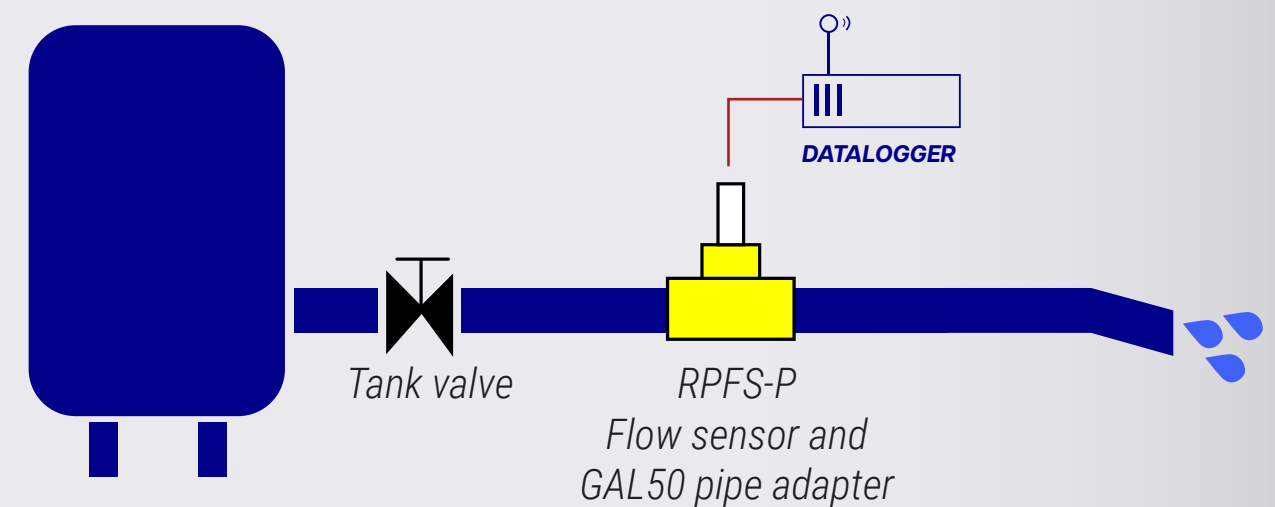 DATALOGGER
Tank valve
RPFS-P
Flow sensor and
GAL50 pipe adapter